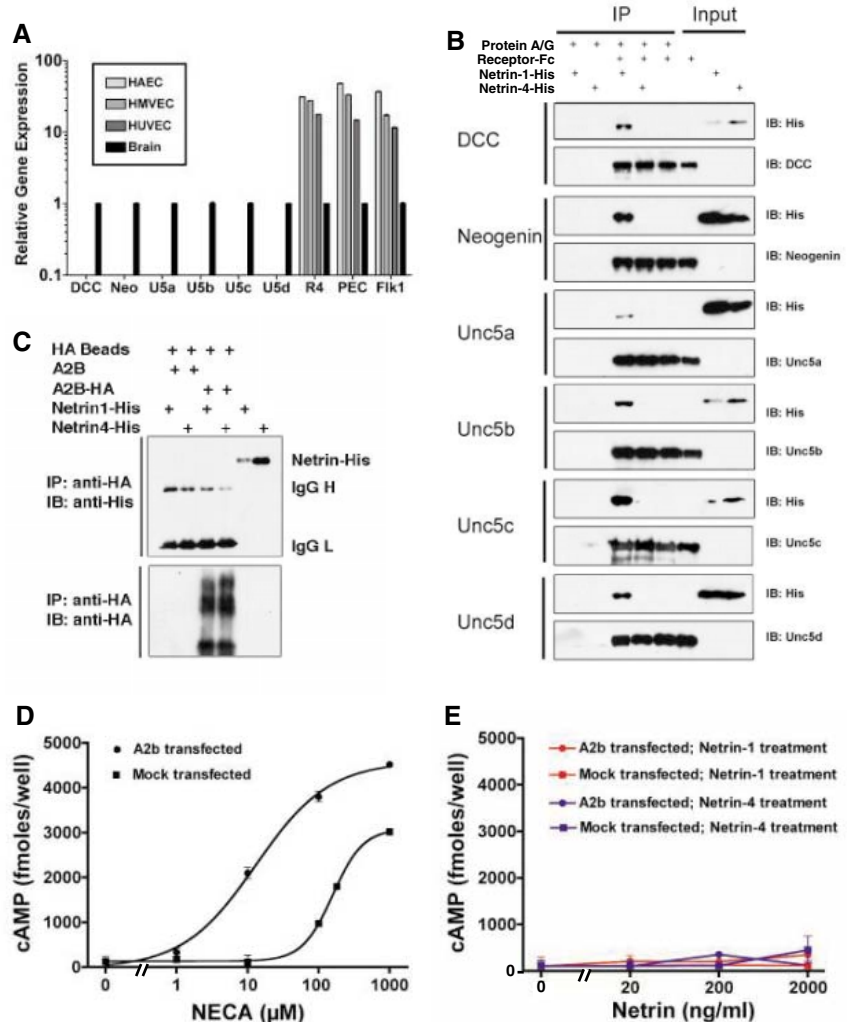 A
100
10
1
0.1
Relative Gene Expression
HAEC
HMVEC
HUVEC
Brain
DCC Neo U5a U5b U5c U5d R4 PEC Flk1
B
IP Input
Protein A/G + + + + +
Receptor-Fc + + + +
Netrin-1-His + + +
Netrin-4-His + + +
DCC
IB: His
IB: DCC
Neogenin
IB: His
IB: Neogenin
Unc5a
IB: His
IB: Unc5a
Unc5b
IB: His
IB: Unc5b
Unc5c
IB: His
IB: Unc5c
Unc5d
IB: His
IB: Unc5d
C
HA Beads + + + +
A2B + +
A2B-HA + +
Netrin1-His + + +
Netrin4-His + + +
IP: anti-HA
IB: anti-His
Netrin-His
IgG H
IgG L
IP: anti-HA
IB: anti-HA
D
5000
4000
3000
2000
1000
0
cAMP (fmoles/well)
A2b transfected
Mock transfected
0 // 1 10 100 1000
NECA (µM)
E
5000
4000
3000
2000
1000
0
cAMP (fmoles/well)
A2b transfected; Netrin-1 treatment
Mock transfected; Netrin-1 treatment
A2b transfected; Netrin-4 treatment
Mock transfected; Netrin-4 treatment
0 // 20 200 2000
Netrin (ng/ml)